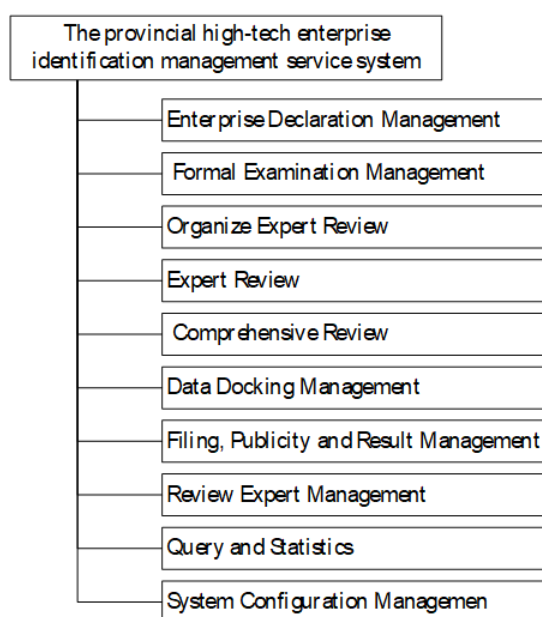 The provincial high-tech enterprise
identification management service system
Enterprise Declaration Management
Formal Examination Management
Organize Expert Review
Expert Review
Comprehensive Review
Data Docking Management
Filing, Publicity and Result Management
Review Expert Management
Query and Statistics
System Configuration Managemen